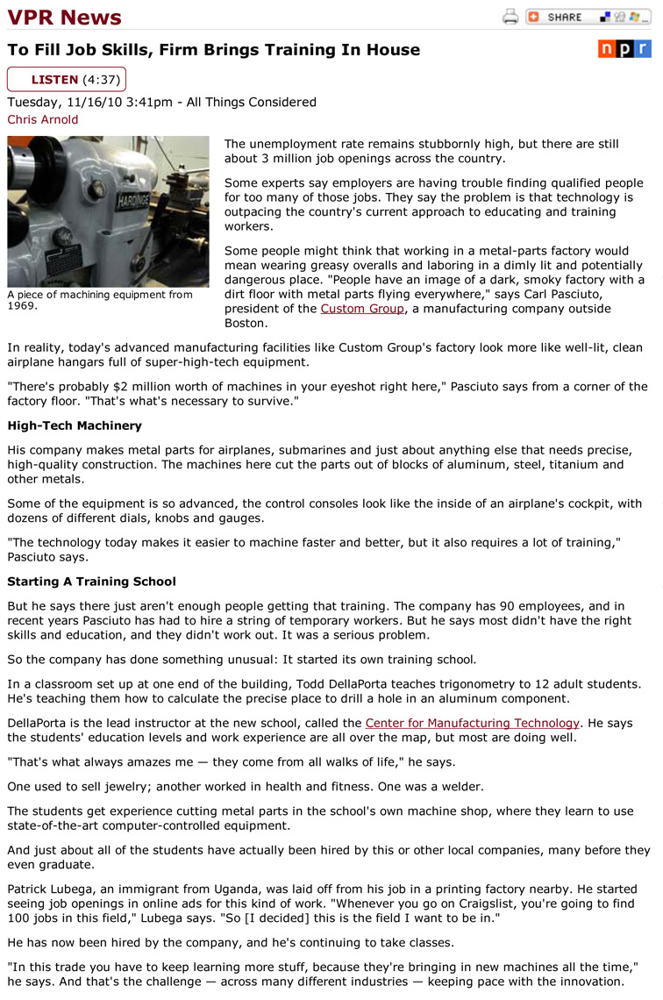 VPR News
SHARE
To Fill Job Skills, Firm Brings Training In House
n p r
LISTEN (4:37)
Tuesday, 11/16/10 3:41pm - All Things Considered
Chris Arnold
HARDINGE
A piece of machining equipment from
1969.
The unemployment rate remains stubbornly high, but there are still
about 3 million job openings across the country.
Some experts say employers are having trouble finding qualified people
for too many of those jobs. They say the problem is that technology is
outpacing the country's current approach to educating and training
workers.
Some people might think that working in a metal-parts factory would
mean wearing greasy overalls and laboring in a dimly lit and potentially
dangerous place. "People have an image of a dark, smoky factory with a
dirt floor with metal parts flying everywhere," says Carl Pasciuto,
president of the Custom Group, a manufacturing company outside
Boston.
In reality, today's advanced manufacturing facilities like Custom Group's factory look more like well-lit, clean
airplane hangars full of super-high-tech equipment.
"There's probably $2 million worth of machines in your eyeshot right here," Pasciuto says from a corner of the
factory floor. "That's what's necessary to survive."
High-Tech Machinery
His company makes metal parts for airplanes, submarines and just about anything else that needs precise,
high-quality construction. The machines here cut the parts out of blocks of aluminum, steel, titanium and
other metals.
Some of the equipment is so advanced, the control consoles look like the inside of an airplane's cockpit, with
dozens of different dials, knobs and gauges.
"The technology today makes it easier to machine faster and better, but it also requires a lot of training,"
Pasciuto says.
Starting A Training School
But he says there just aren't enough people getting that training. The company has 90 employees, and in
recent years Pasciuto has had to hire a string of temporary workers. But he says most didn't have the right
skills and education, and they didn't work out. It was a serious problem.
So the company has done something unusual: It started its own training school.
In a classroom set up at one end of the building, Todd DellaPorta teaches trigonometry to 12 adult students.
He's teaching them how to calculate the precise place to drill a hole in an aluminum component.
DellaPorta is the lead instructor at the new school, called the Center for Manufacturing Technology. He says
the students' education levels and work experience are all over the map, but most are doing well.
"That's what always amazes me — they come from all walks of life," he says.
One used to sell jewelry; another worked in health and fitness. One was a welder.
The students get experience cutting metal parts in the school's own machine shop, where they learn to use
state-of-the-art computer-controlled equipment.
And just about all of the students have actually been hired by this or other local companies, many before they
even graduate.
Patrick Lubega, an immigrant from Uganda, was laid off from his job in a printing factory nearby. He started
seeing job openings in online ads for this kind of work. "Whenever you go on Craigslist, you're going to find
100 jobs in this field," Lubega says. "So [I decided] this is the field I want to be in."
He has now been hired by the company, and he's continuing to take classes.
"In this trade you have to keep learning more stuff, because they're bringing in new machines all the time,"
he says. And that's the challenge — across many different industries — keeping pace with the innovation.